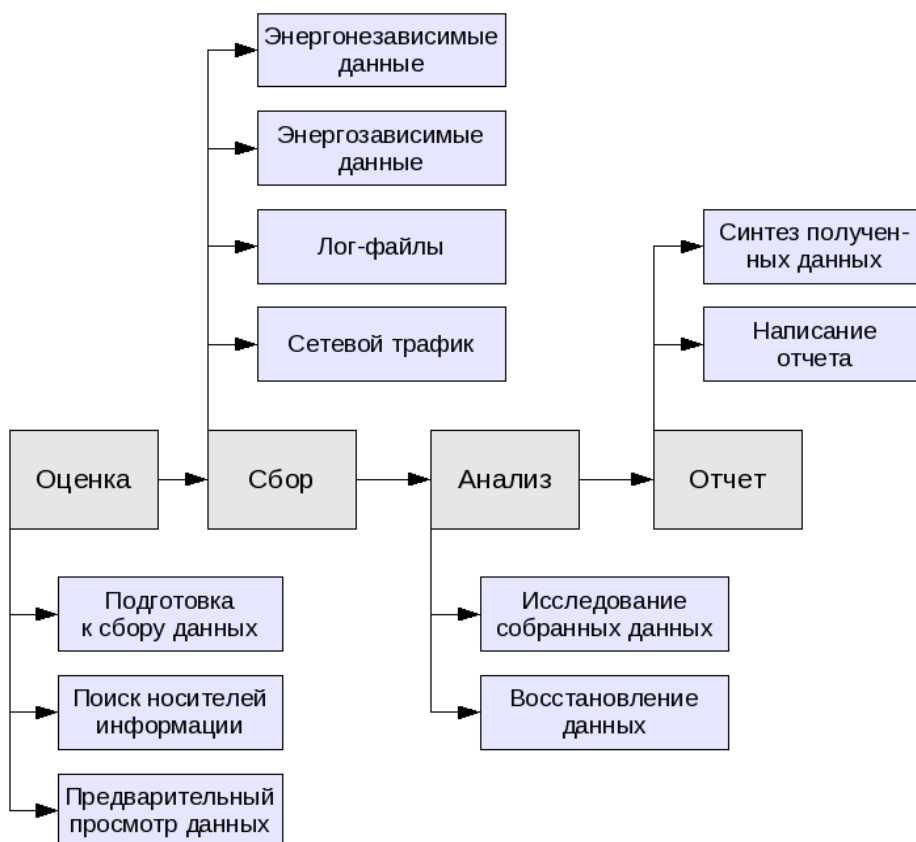 Энергонезависимые
данные
Энергозависимые
данные
Лог-файлы
Сетевой трафик
Синтез получен-
ных данных
Написание
отчета
Оценка
Сбор
Анализ
Отчет
Подготовка
к сбору данных
Поиск носителей
информации
Предварительный
просмотр данных
Исследование
собранных данных
Восстановление
данных